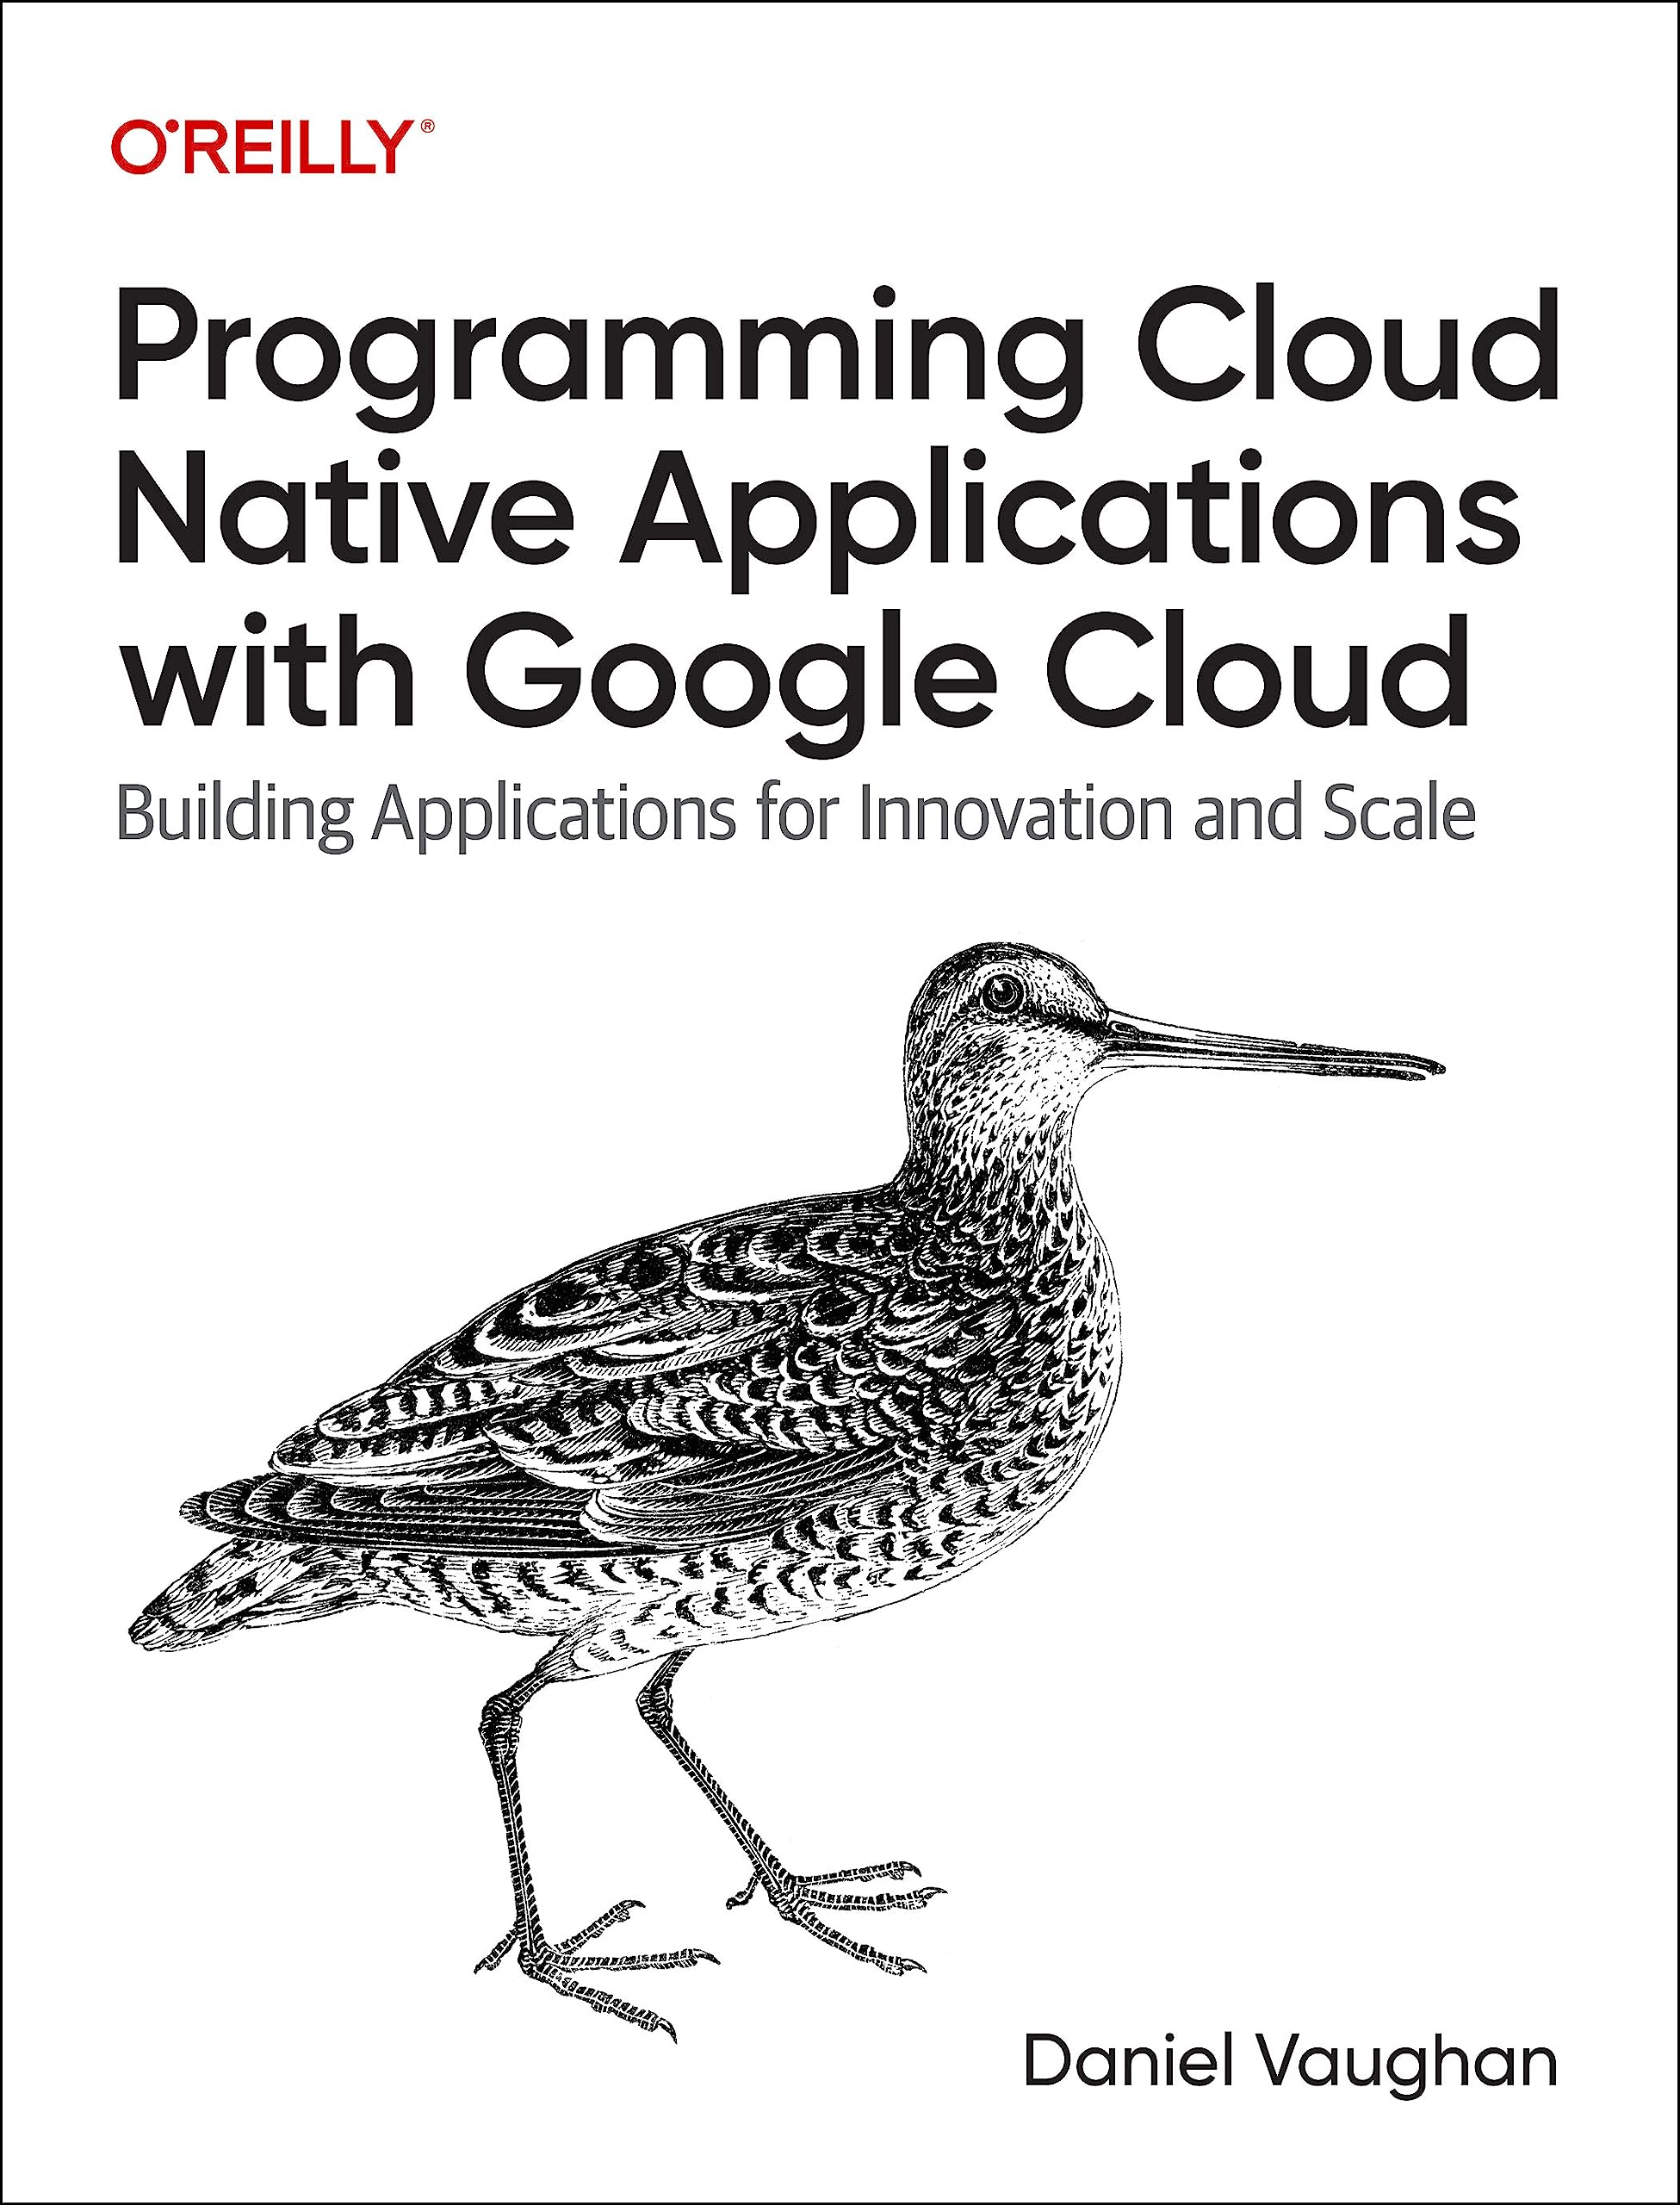 O'REILLY®
Programming Cloud
Native Applications
with Google Cloud
Building Applications for Innovation and Scale
Daniel Vaughan